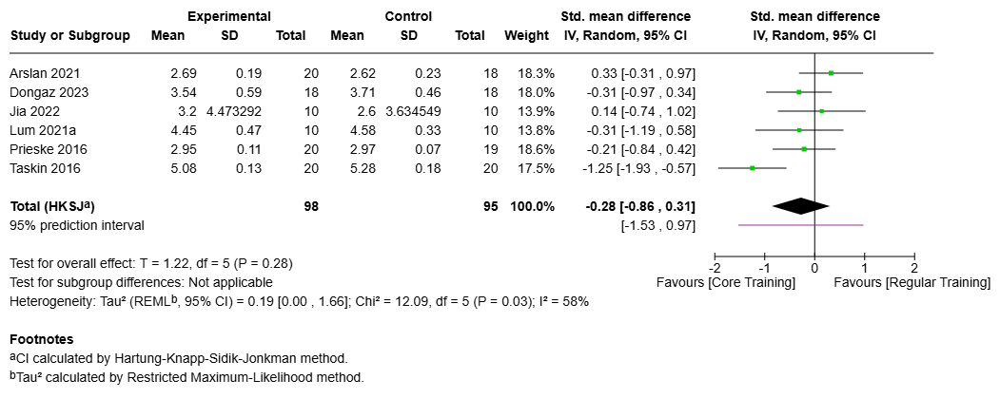 Experimental Control Std. mean difference Std. mean difference
Study or Subgroup Mean SD Total Mean SD Total Weight IV, Random, 95% CI IV, Random, 95% CI
Arslan 2021 2.69 0.19 20 2.62 0.23 18 18.3% 0.33 [-0.31 , 0.97]
Dongaz 2023 3.54 0.59 18 3.71 0.46 18 18.0% -0.31 [-0.97 , 0.34]
Jia 2022 3.2 4.473292 10 2.6 3.634549 10 13.9% 0.14 [-0.74 , 1.02]
Lum 2021a 4.45 0.47 10 4.58 0.33 10 13.8% -0.31 [-1.19 , 0.58]
Prieske 2016 2.95 0.11 20 2.97 0.07 19 18.6% -0.21 [-0.84 , 0.42]
Taskin 2016 5.08 0.13 20 5.28 0.18 20 17.5% -1.25 [-1.93 , -0.57]
Total (HKSJᵃ) 98 95 100.0% -0.28 [-0.86 , 0.31]
95% prediction interval [-1.53 , 0.97]
Test for overall effect: T = 1.22, df = 5 (P = 0.28)
-2 -1 0 1 2
Test for subgroup differences: Not applicable Favours [Core Training] Favours [Regular Training]
Heterogeneity: Tau² (REMLᵇ, 95% CI) = 0.19 [0.00 , 1.66]; Chi² = 12.09, df = 5 (P = 0.03); I² = 58%
Footnotes
ᵃCI calculated by Hartung-Knapp-Sidik-Jonkman method.
ᵇTau² calculated by Restricted Maximum-Likelihood method.